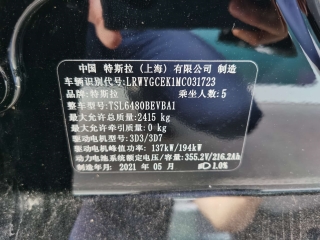 中国 特斯拉（上海）有限公司 制造
车辆识别代号:LRWYGCEK1MC031723
品牌:特斯拉 乘坐人数:5
整车型号:TSL6480BEVBA1
最大允许总质量:2415 kg
最大允许牵引质量:0 kg
驱动电机型号:3D3/3D7
驱动电机峰值功率: 137kW/194kW
动力电池系统额定电压/容量:355.2V/216.2Ah
制造年月: 2021 年 05 月 1.0%